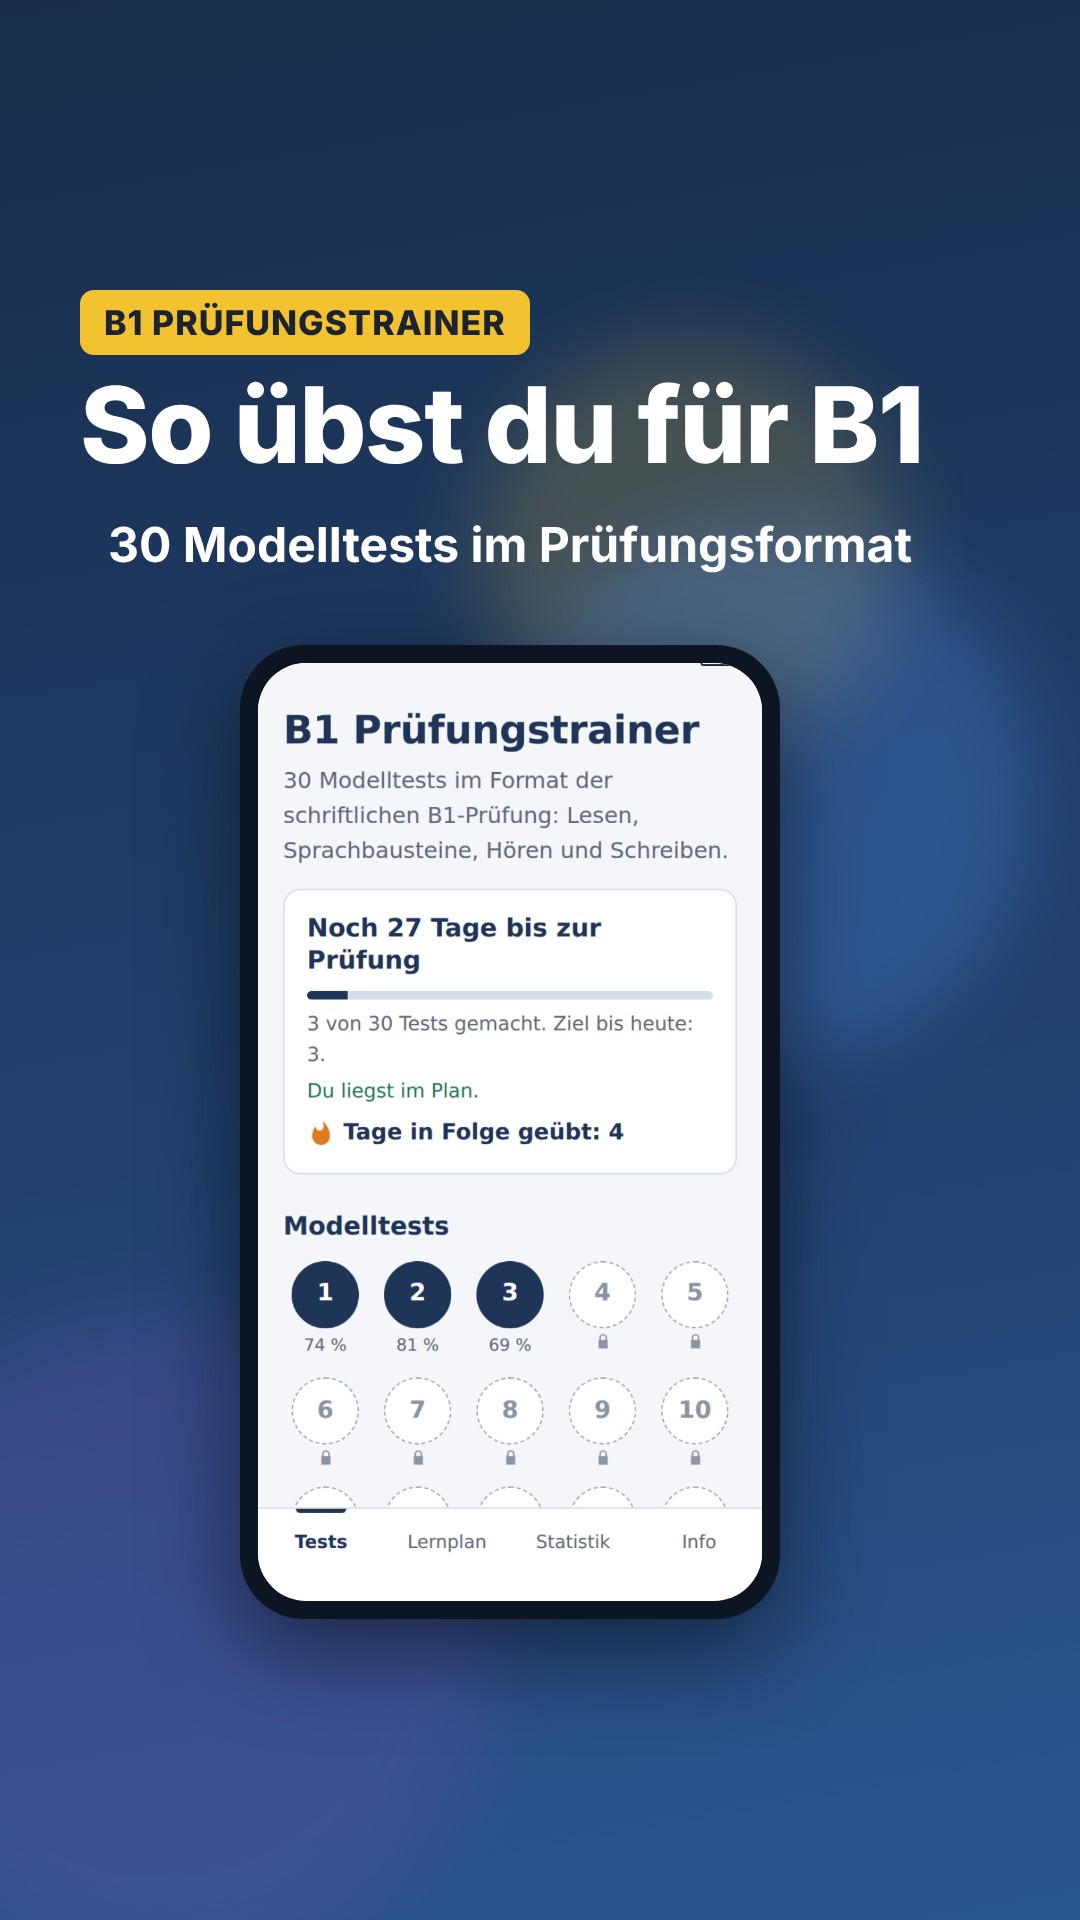 B1 PRÜFUNGSTRAINER
So übst du für B1
30 Modelltests im Prüfungsformat
B1 Prüfungstrainer
30 Modelltests im Format der
schriftlichen B1-Prüfung: Lesen,
Sprachbausteine, Hören und Schreiben.
Noch 27 Tage bis zur
Prüfung
3 von 30 Tests gemacht. Ziel bis heute:
3.
Du liegst im Plan.
Tage in Folge geübt: 4
Modelltests
1 2 3 4 5
74 % 81 % 69 %
6 7 8 9 10
Tests Lernplan Statistik Info